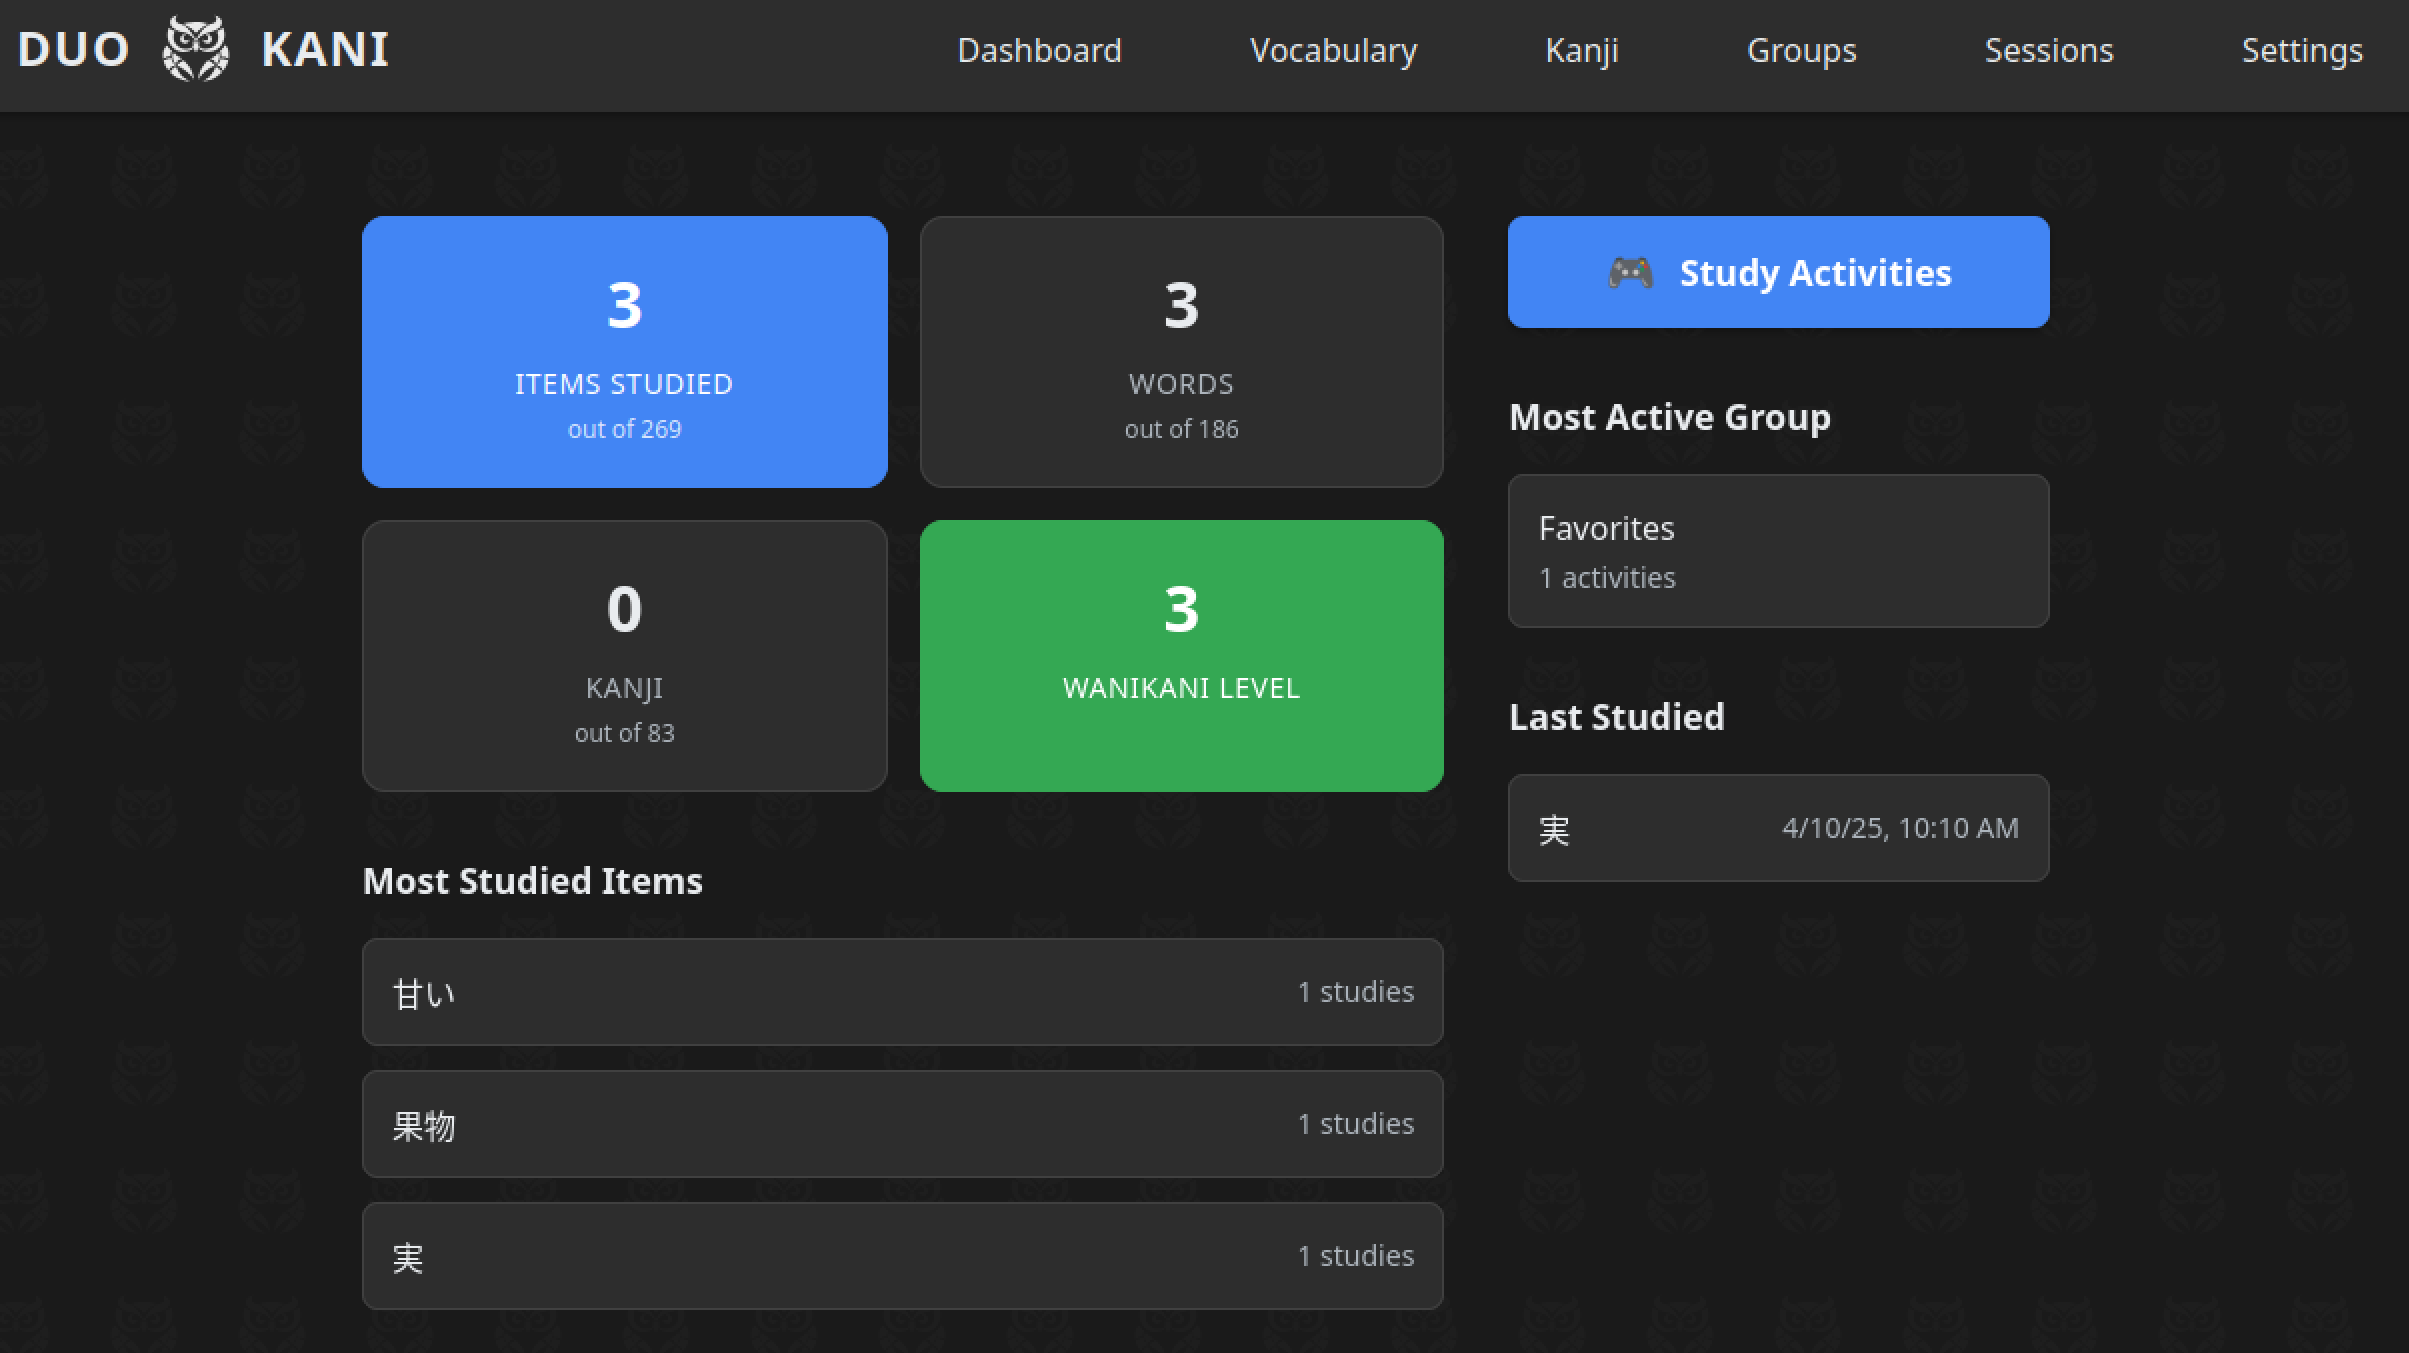 DUO KANI
Dashboard
Vocabulary
Kanji
Groups
Sessions
Settings
3
ITEMS STUDIED
out of 269
3
WORDS
out of 186
0
KANJI
out of 83
3
WANIKANI LEVEL
Most Studied Items
甘い
1 studies
果物
1 studies
実
1 studies
Study Activities
Most Active Group
Favorites
1 activities
Last Studied
実
4/10/25, 10:10 AM